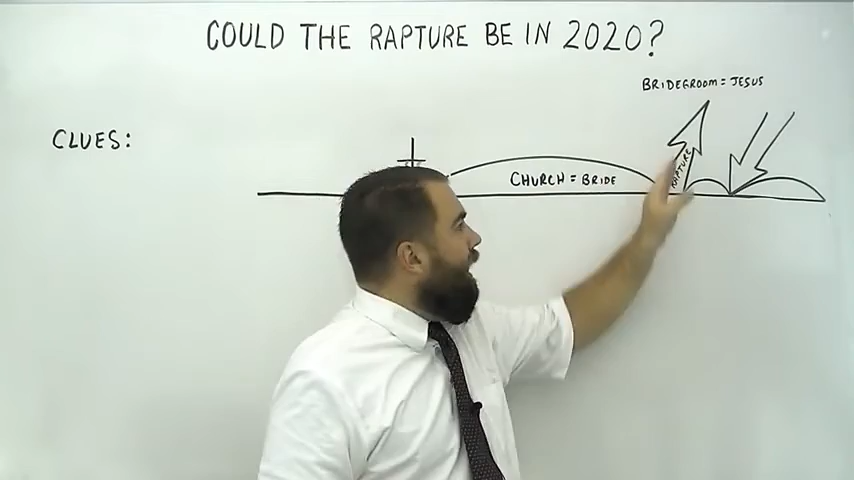 COULD THE RAPTURE BE IN 2020?
BRIDEGROOM = JESUS
CLUES:
CHURCH = BRIDE
RAPTURE